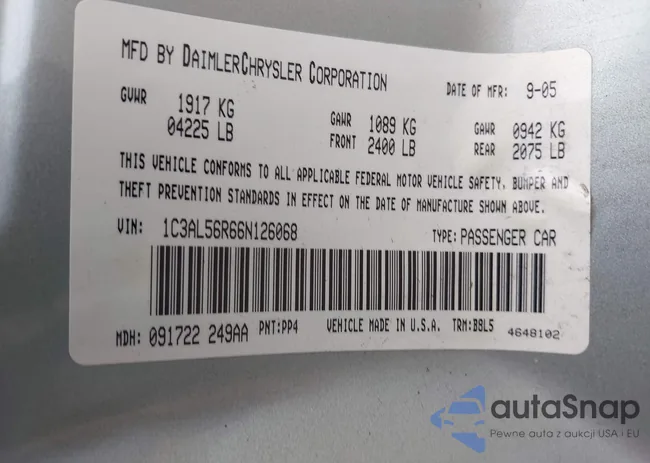 MFD BY DAIMLERCHRYSLER CORPORATION DATE OF MFR: 9-05
GVWR 1917 KG GAWR 1089 KG GAWR 0942 KG
04225 LB FRONT 2400 LB REAR 2075 LB
THIS VEHICLE CONFORMS TO ALL APPLICABLE FEDERAL MOTOR VEHICLE SAFETY, BUMPER AND
THEFT PREVENTION STANDARDS IN EFFECT ON THE DATE OF MANUFACTURE SHOWN ABOVE.
VIN: 1C3AL56R66N126068 TYPE: PASSENGER CAR
MDH: 091722 249AA PNT:PP4 VEHICLE MADE IN U.S.A. TRM:B8L5 4648102
autaSnap
Pewne auta z aukcji USA i EU